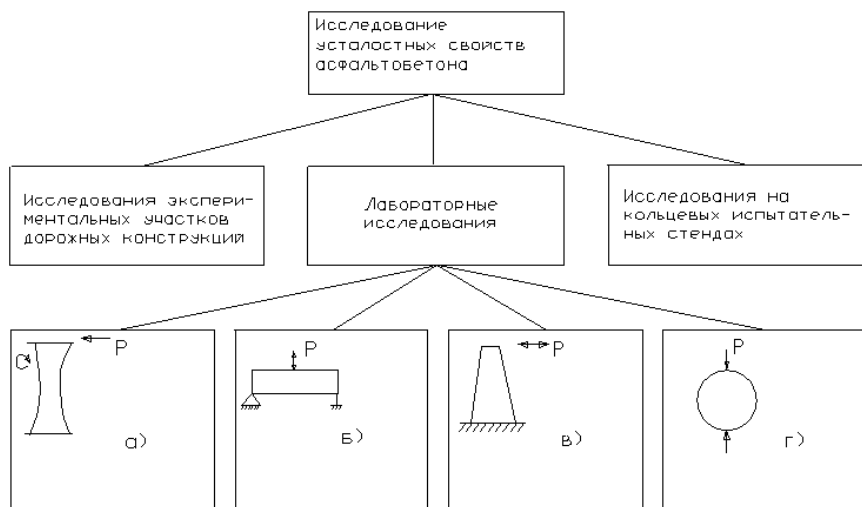 Исследование
усталостных свойств
асфальтобетона
Исследования экспери-
ментальных участков
дорожных конструкций
Лабораторные
исследования
Исследования на
кольцевых испытатель-
ных стендах
P
а)
P
б)
P
в)
P
г)